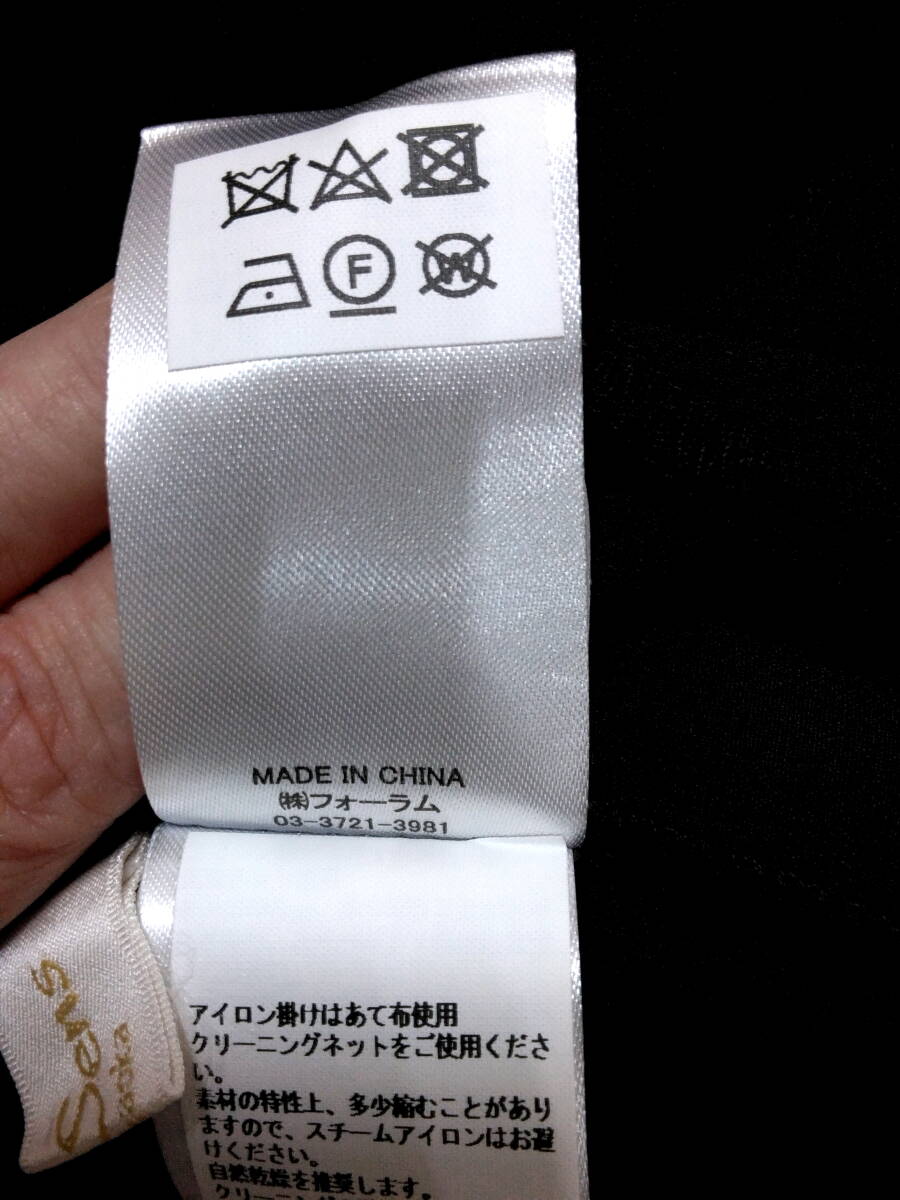 F
W
MADE IN CHINA
㈱フォーラム
03-3721-3981
アイロン掛けはあて布使用
クリーニングネットをご使用くださ
い。
素材の特性上、多少縮むことがあり
ますので、スチームアイロンはお避
けください。
自然乾燥を推奨します。
Sens